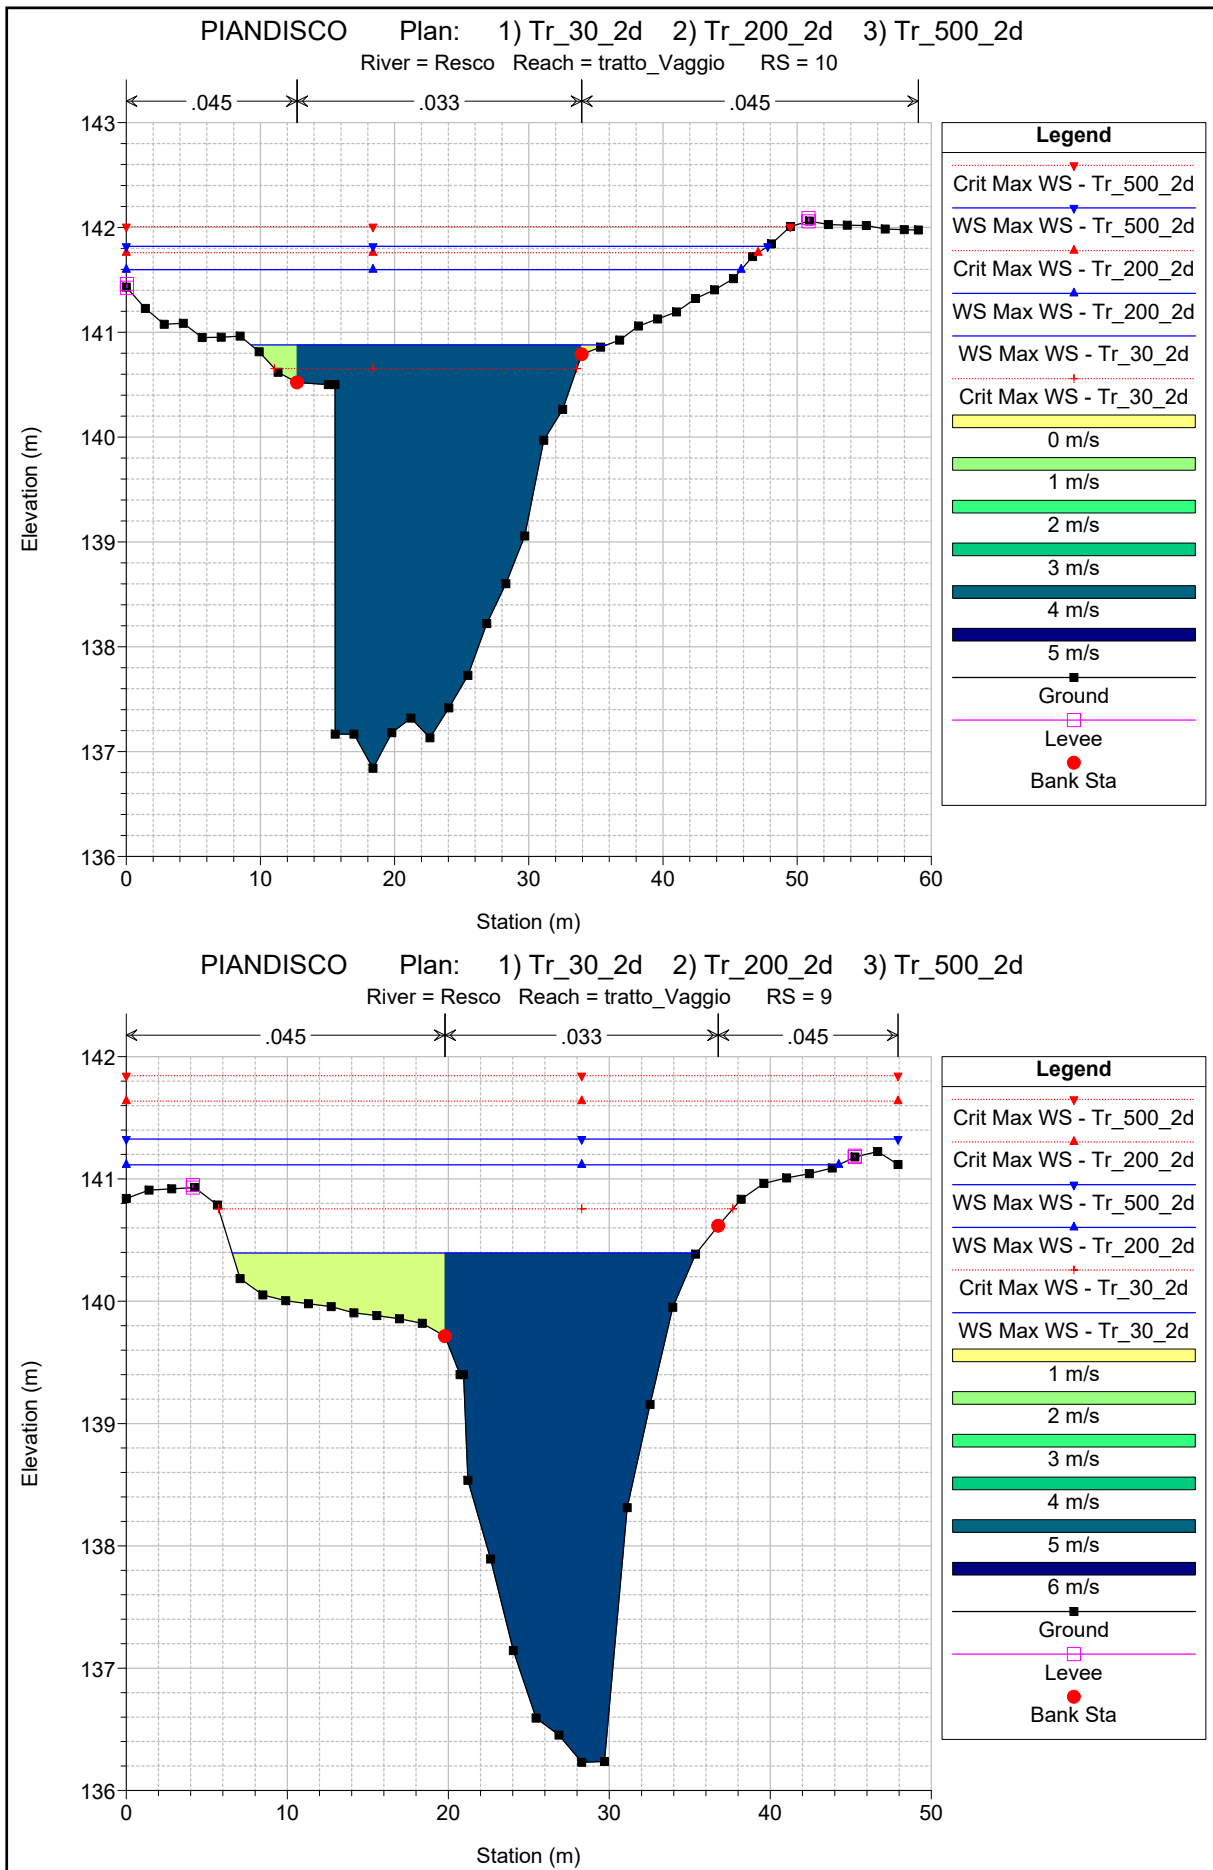 PIANDISCO Plan: 1) Tr_30_2d 2) Tr_200_2d 3) Tr_500_2d
River = Resco Reach = tratto_Vaggio RS = 10
.045 .033 .045
143
142
141
140
139
138
137
136
Elevation (m)
0 10 20 30 40 50 60
Station (m)
Legend
Crit Max WS - Tr_500_2d
WS Max WS - Tr_500_2d
Crit Max WS - Tr_200_2d
WS Max WS - Tr_200_2d
WS Max WS - Tr_30_2d
Crit Max WS - Tr_30_2d
0 m/s
1 m/s
2 m/s
3 m/s
4 m/s
5 m/s
Ground
Levee
Bank Sta
PIANDISCO Plan: 1) Tr_30_2d 2) Tr_200_2d 3) Tr_500_2d
River = Resco Reach = tratto_Vaggio RS = 9
.045 .033 .045
142
141
140
139
138
137
136
Elevation (m)
0 10 20 30 40 50
Station (m)
Legend
Crit Max WS - Tr_500_2d
Crit Max WS - Tr_200_2d
WS Max WS - Tr_500_2d
WS Max WS - Tr_200_2d
Crit Max WS - Tr_30_2d
WS Max WS - Tr_30_2d
1 m/s
2 m/s
3 m/s
4 m/s
5 m/s
6 m/s
Ground
Levee
Bank Sta